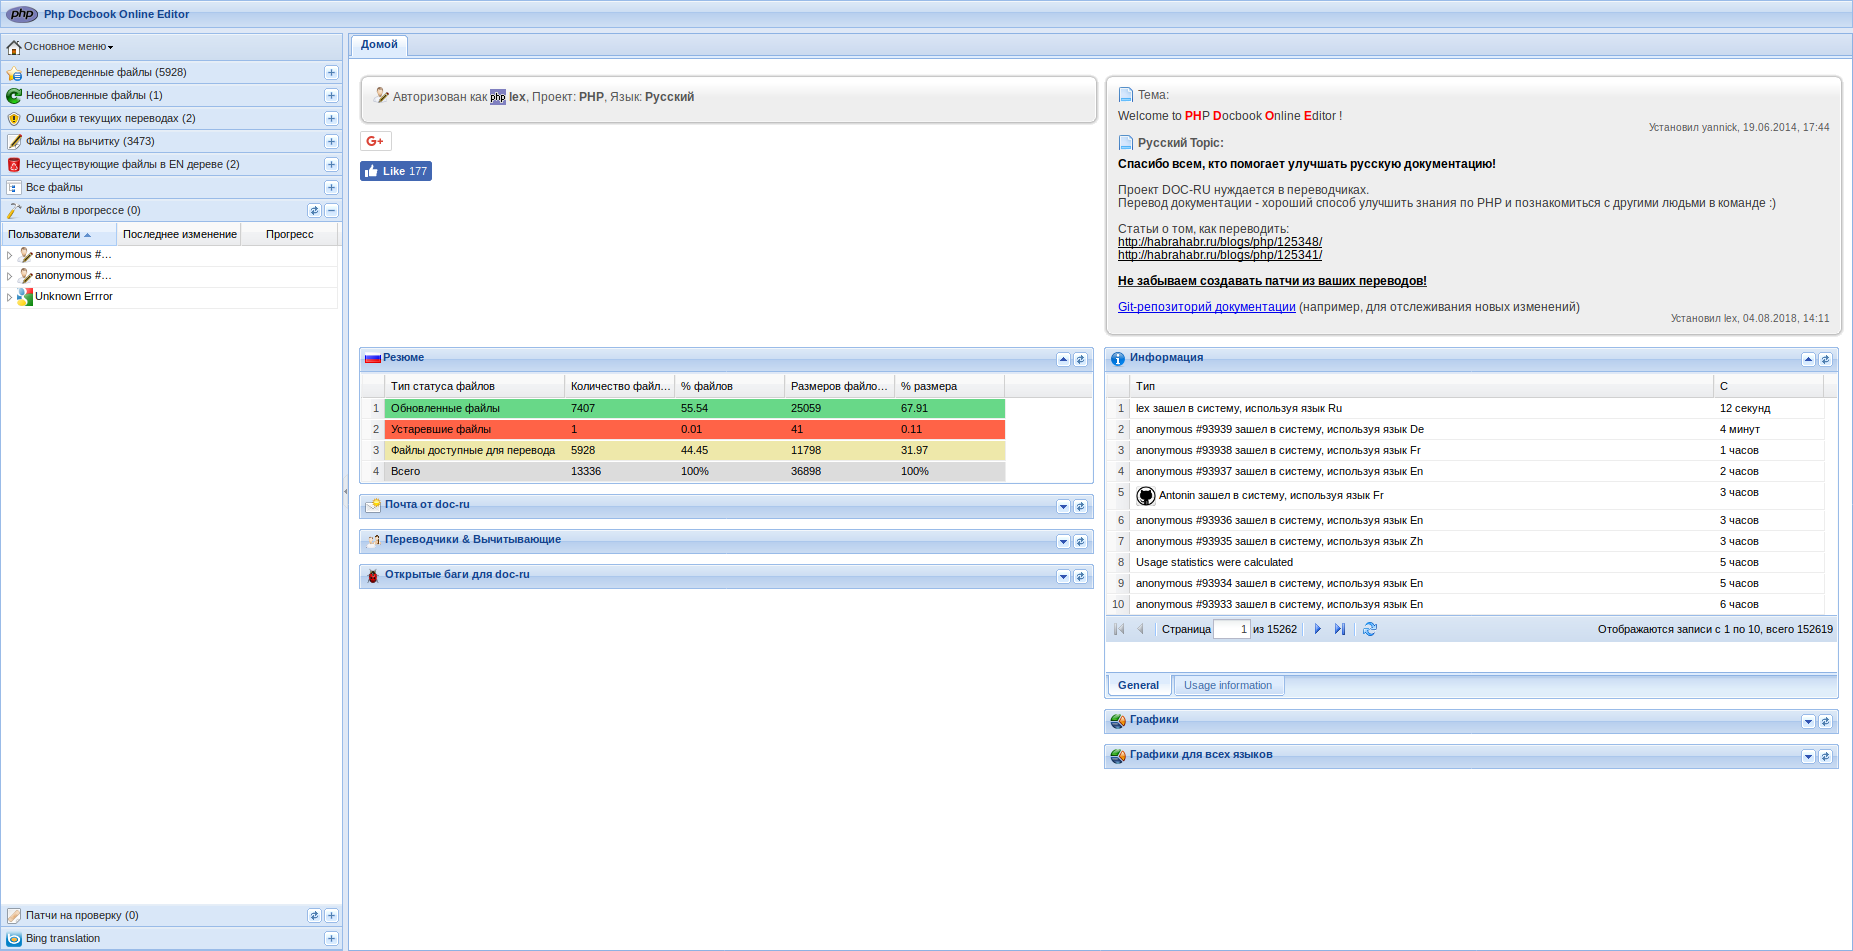 php Php Docbook Online Editor
Основное меню
Непереведенные файлы (5928)
Необновленные файлы (1)
Ошибки в текущих переводах (2)
Файлы на вычитку (3473)
Несуществующие файлы в EN дереве (2)
Все файлы
Файлы в прогрессе (0)
Пользователи Последнее изменение Прогресс
anonymous #...
anonymous #...
Unknown Errror
Патчи на проверку (0)
Bing translation
Домой
Авторизован как php lex, Проект: PHP, Язык: Русский
G+
Like 177
Тема:
Welcome to PHP Docbook Online Editor !
Установил yannick, 19.06.2014, 17:44
Русский Topic:
Спасибо всем, кто помогает улучшать русскую документацию!
Проект DOC-RU нуждается в переводчиках.
Перевод документации - хороший способ улучшить знания по PHP и познакомиться с другими людьми в команде :)
Статьи о том, как переводить:
http://habrahabr.ru/blogs/php/125348/
http://habrahabr.ru/blogs/php/125341/
Не забываем создавать патчи из ваших переводов!
Git-репозиторий документации (например, для отслеживания новых изменений)
Установил lex, 04.08.2018, 14:11
Резюме
Тип статуса файлов Количество файл... % файлов Размеров файло... % размера
1 Обновленные файлы 7407 55.54 25059 67.91
2 Устаревшие файлы 1 0.01 41 0.11
3 Файлы доступные для перевода 5928 44.45 11798 31.97
4 Всего 13336 100% 36898 100%
Почта от doc-ru
Переводчики & Вычитывающие
Открытые баги для doc-ru
Информация
Тип С
1 lex зашел в систему, используя язык Ru 12 секунд
2 anonymous #93939 зашел в систему, используя язык De 4 минут
3 anonymous #93938 зашел в систему, используя язык Fr 1 часов
4 anonymous #93937 зашел в систему, используя язык En 2 часов
5 Antonin зашел в систему, используя язык Fr 3 часов
6 anonymous #93936 зашел в систему, используя язык En 3 часов
7 anonymous #93935 зашел в систему, используя язык Zh 3 часов
8 Usage statistics were calculated 5 часов
9 anonymous #93934 зашел в систему, используя язык En 5 часов
10 anonymous #93933 зашел в систему, используя язык En 6 часов
Страница 1 из 15262 Отображаются записи с 1 по 10, всего 152619
General Usage information
Графики
Графики для всех языков